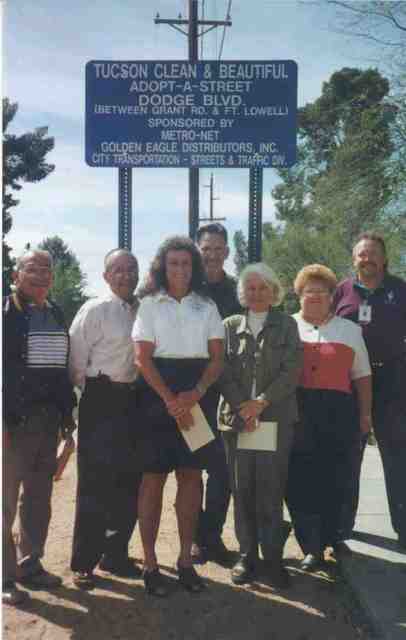 TUCSON CLEAN & BEAUTIFUL
ADOPT-A-STREET
DODGE BLVD.
(BETWEEN GRANT RD. & FT. LOWELL)
SPONSORED BY
METRO-NET
GOLDEN EAGLE DISTRIBUTORS, INC.
CITY TRANSPORTATION - STREETS & TRAFFIC DIV.